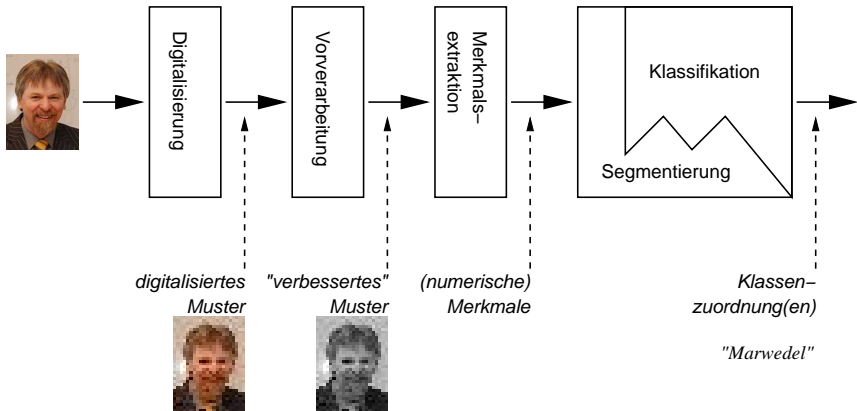 Digitalisierung
Vorverarbeitung
Merkmals–
extraktion
Klassifikation
Segmentierung
digitalisiertes
Muster
"verbessertes"
Muster
(numerische)
Merkmale
Klassen–
zuordnung(en)
"Marwedel"